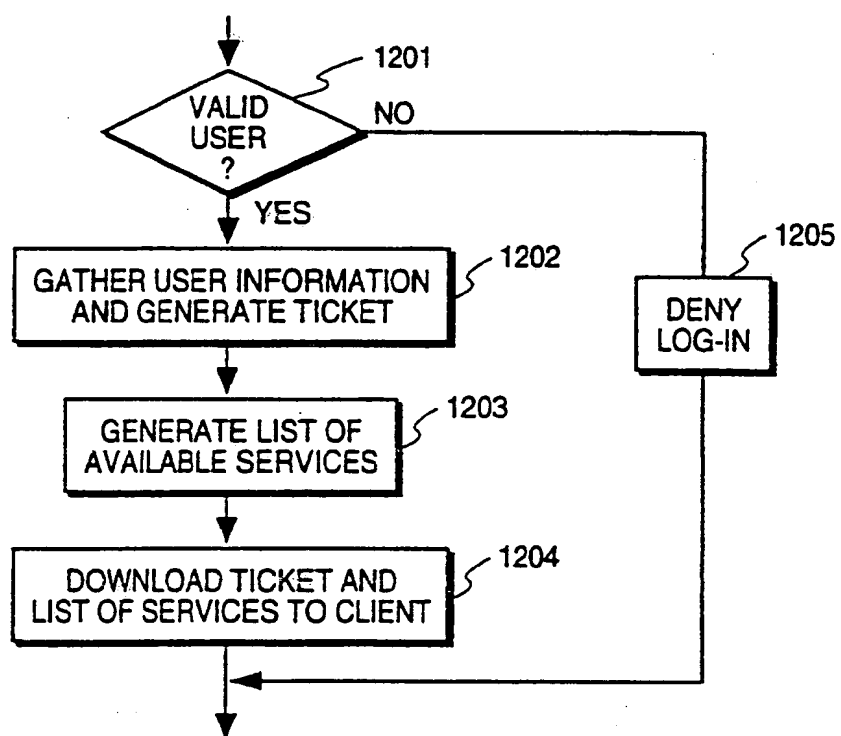 1201
VALID
USER
?
NO
YES
1202
GATHER USER INFORMATION
AND GENERATE TICKET
1205
DENY
LOG-IN
1203
GENERATE LIST OF
AVAILABLE SERVICES
1204
DOWNLOAD TICKET AND
LIST OF SERVICES TO CLIENT